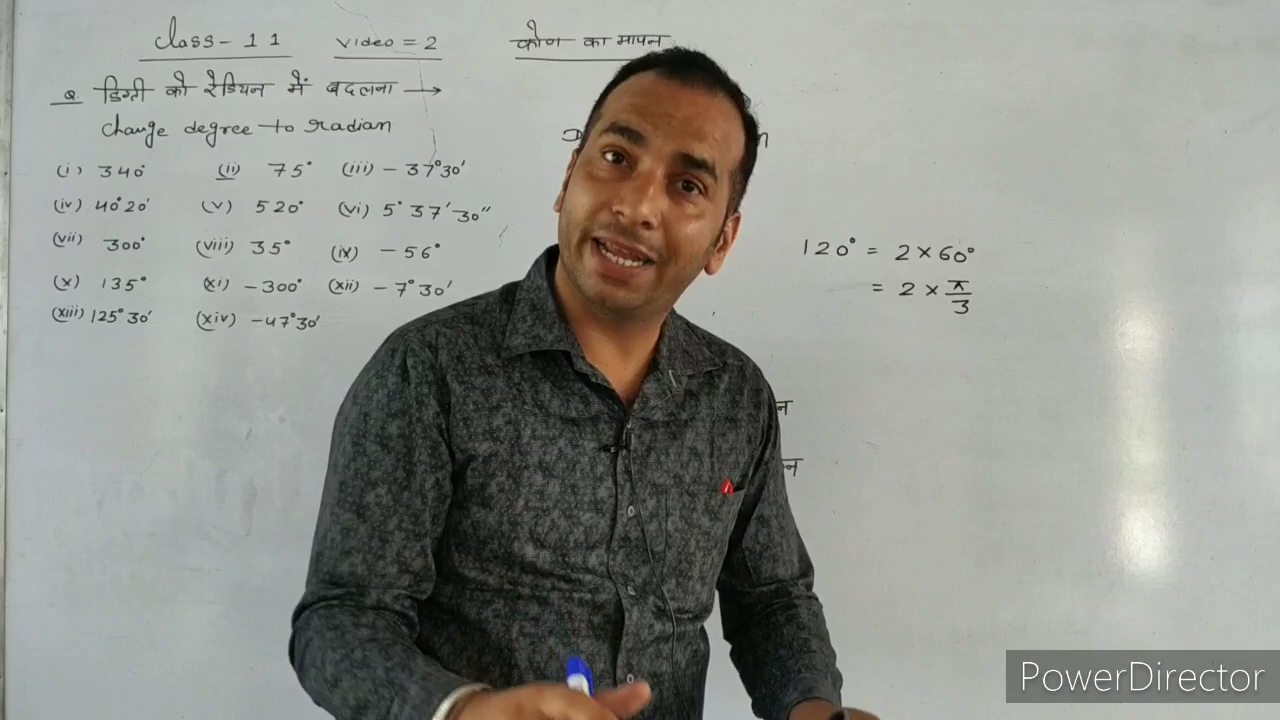 Class - 11 Video = 2 कोण का मापन
Q. डिग्री को रेडियन में बदलना →
Change degree to radian
(i) 340° (ii) 75° (iii) - 37°30'
(iv) 40°20' (v) 520° (vi) 5° 37' 30"
(vii) 300° (viii) 35° (ix) - 56°
(x) 135° (xi) - 300° (xii) - 7°30'
(xiii) 125°30' (xiv) - 47°30'
120° = 2 × 60°
= 2 × π/3
PowerDirector